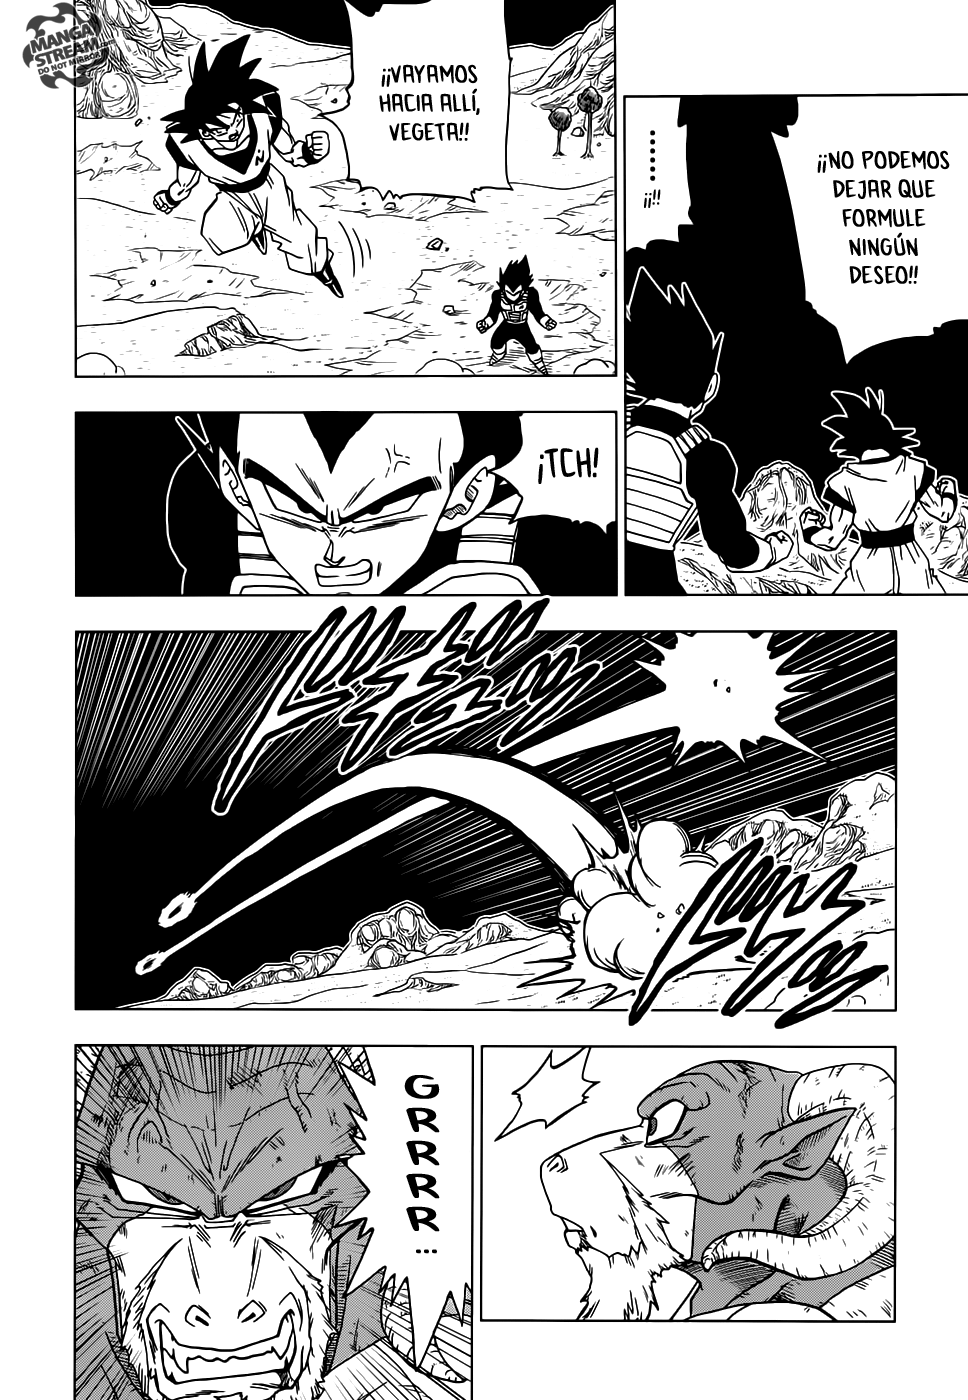 MANGA
STREAM
DO NOT MIRROR
¡¡NO PODEMOS
DEJAR QUE
FORMULE
NINGÚN
DESEO!!
......
¡¡!!
¡¡VAYAMOS
HACIA ALLÍ,
VEGETA!!
¡TCH!
GRRRR...